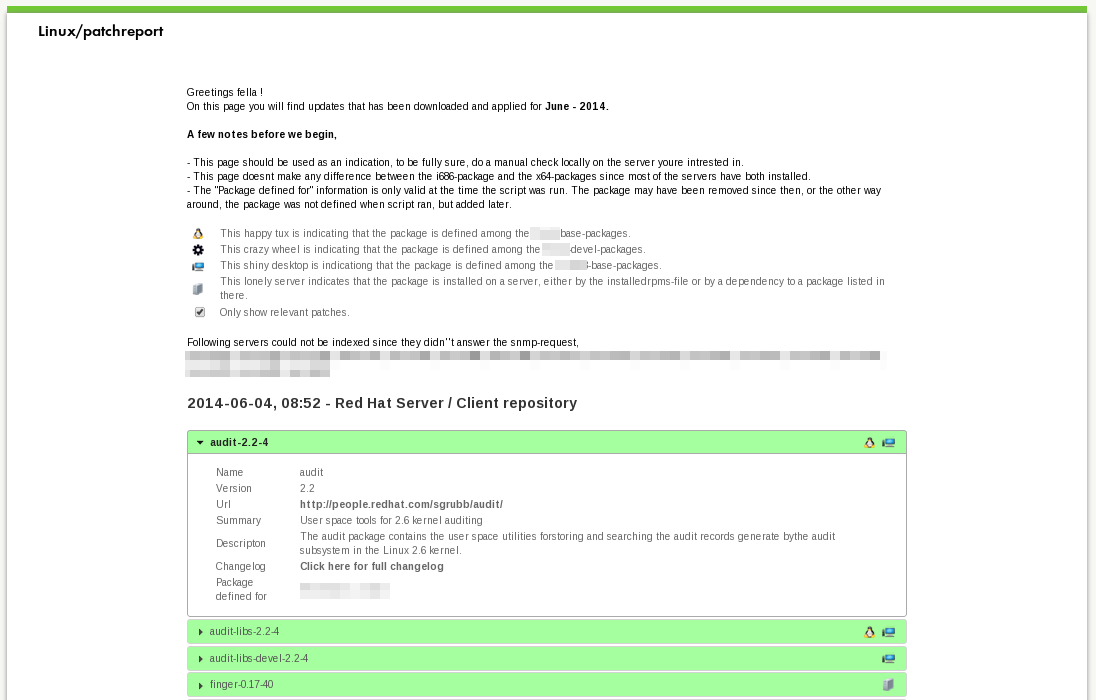 Linux/patchreport
Greetings fella !
On this page you will find updates that has been downloaded and applied for June - 2014.
A few notes before we begin,
- This page should be used as an indication, to be fully sure, do a manual check locally on the server youre intrested in.
- This page doesnt make any difference between the i686-package and the x64-packages since most of the servers have both installed.
- The "Package defined for" information is only valid at the time the script was run. The package may have been removed since then, or the other way
around, the package was not defined when script ran, but added later.
This happy tux is indicating that the package is defined among the base-packages.
This crazy wheel is indicating that the package is defined among the -devel-packages.
This shiny desktop is indicationg that the package is defined among the -base-packages.
This lonely server indicates that the package is installed on a server, either by the installedrpms-file or by a dependency to a package listed in
there.
Only show relevant patches.
Following servers could not be indexed since they didn''t answer the snmp-request,
2014-06-04, 08:52 - Red Hat Server / Client repository
audit-2.2-4
Name audit
Version 2.2
Url http://people.redhat.com/sgrubb/audit/
Summary User space tools for 2.6 kernel auditing
Descripton The audit package contains the user space utilities forstoring and searching the audit records generate bythe audit
subsystem in the Linux 2.6 kernel.
Changelog Click here for full changelog
Package
defined for
audit-libs-2.2-4
audit-libs-devel-2.2-4
finger-0.17-40